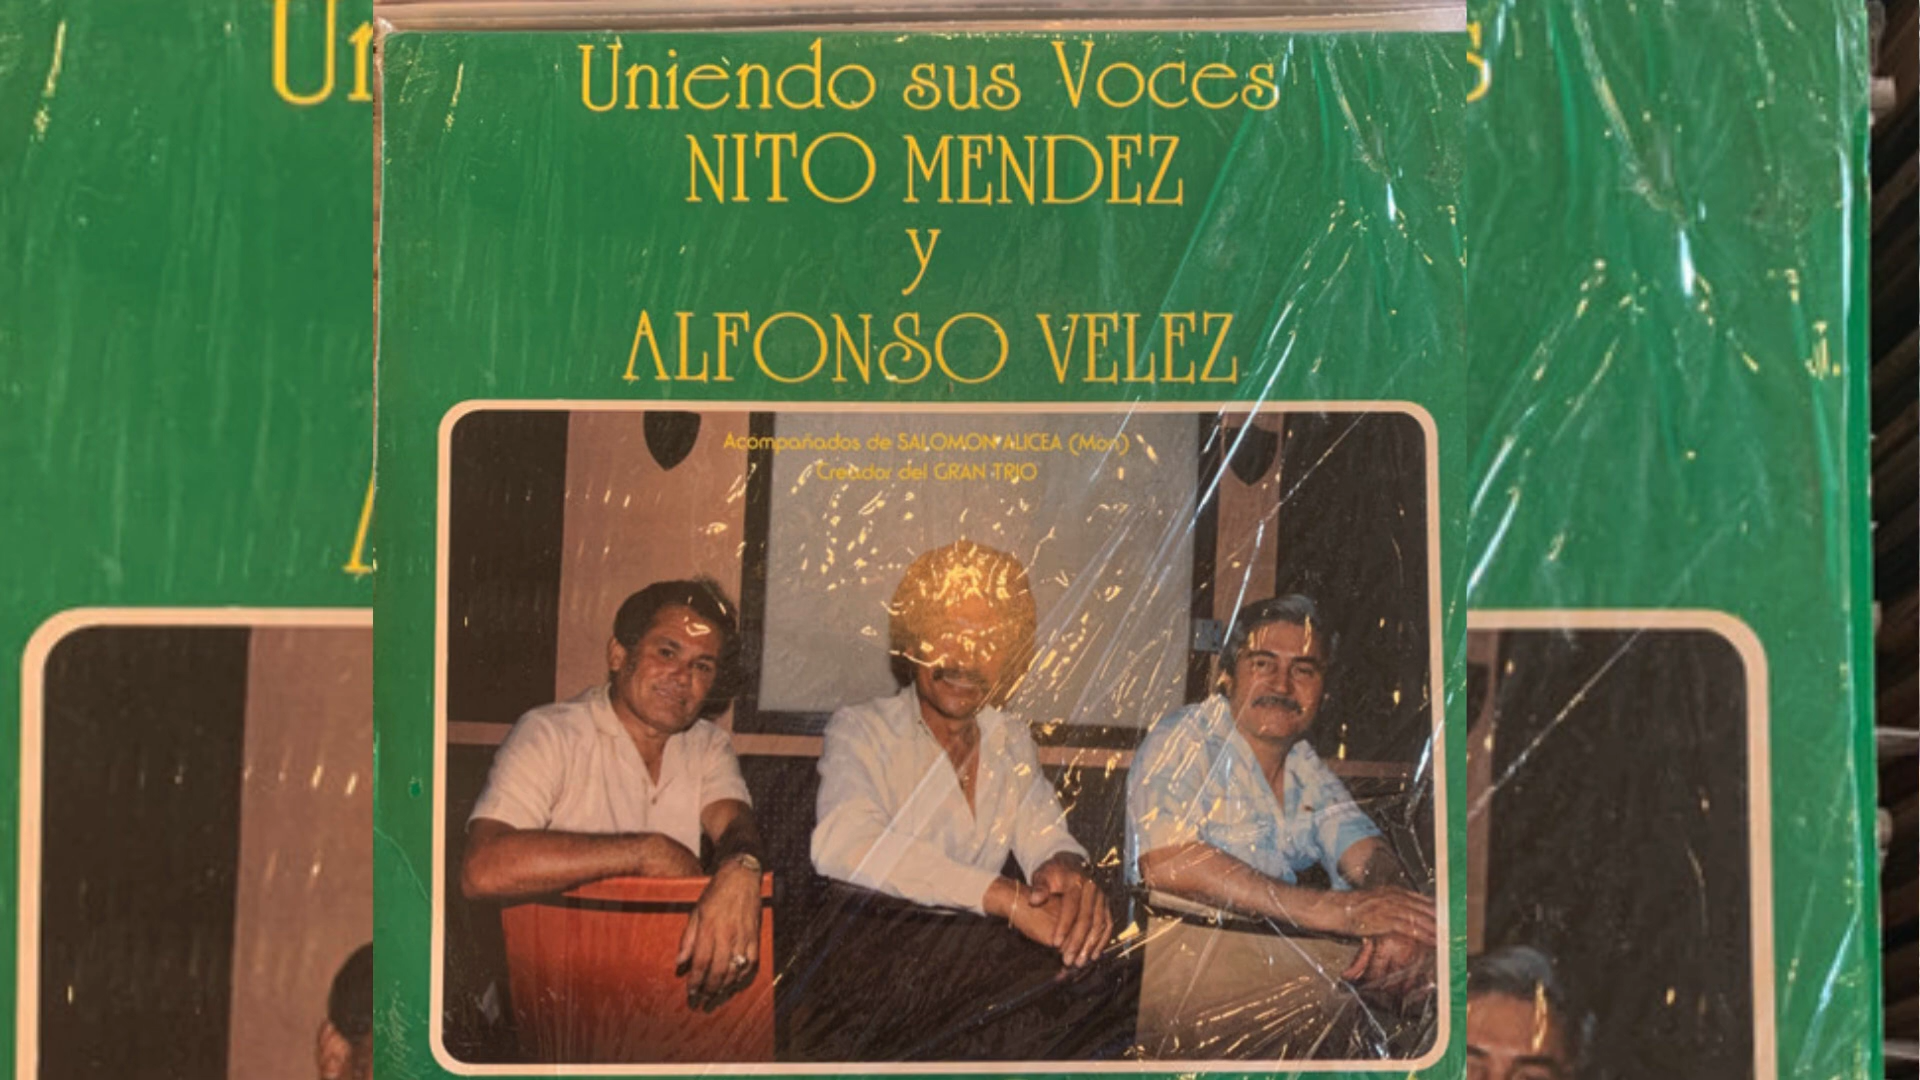 Uniendo sus Voces
NITO MENDEZ
y
ALFONSO VELEZ
Acompañados de SALOMON ALICEA (Mon)
Creador del GRAN TRIO